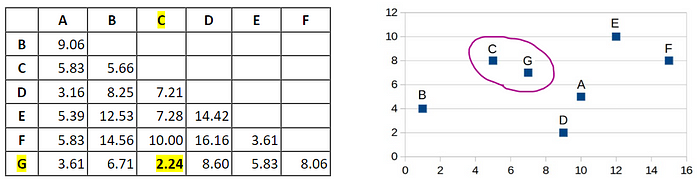 A B C D E F
B 9.06
C 5.83 5.66
D 3.16 8.25 7.21
E 5.39 12.53 7.28 14.42
F 5.83 14.56 10.00 16.16 3.61
G 3.61 6.71 2.24 8.60 5.83 8.06
12
10
8
6
4
2
0
E
C
F
G
A
B
D
0 2 4 6 8 10 12 14 16